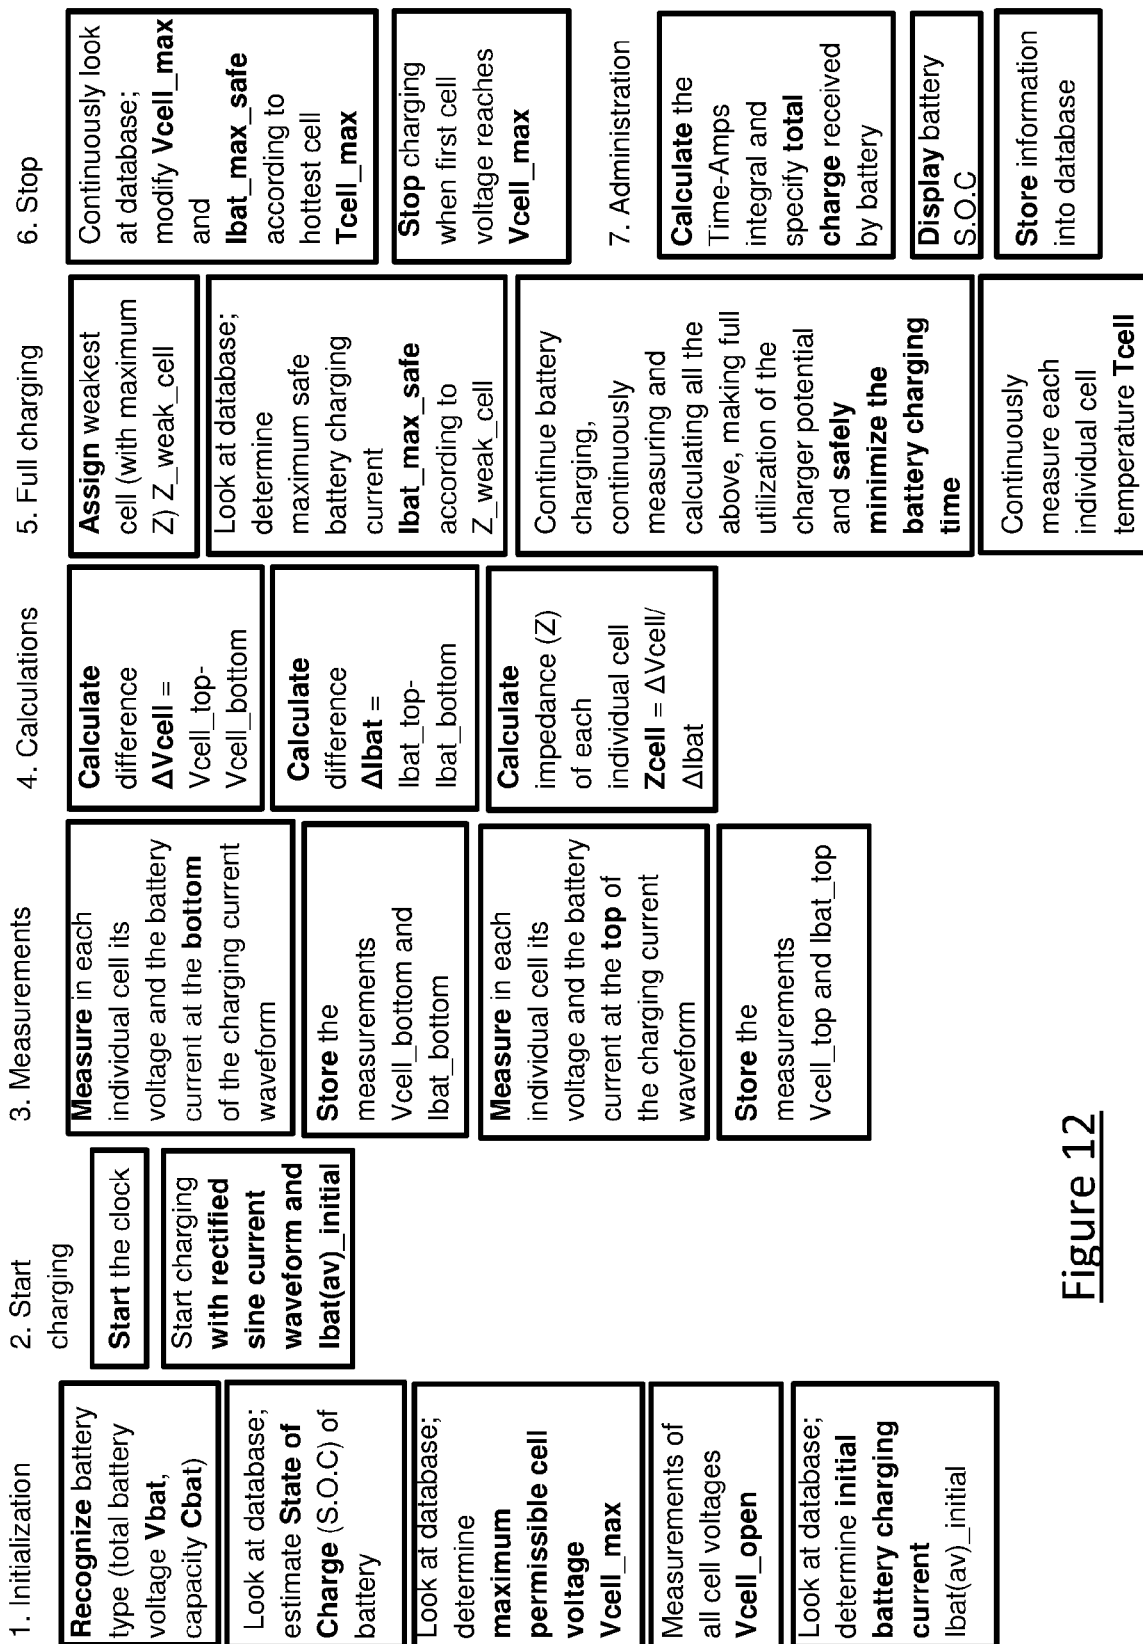 1. Initialization
Recognize battery
type (total battery
voltage Vbat,
capacity Cbat)
Look at database;
estimate State of
Charge (S.O.C) of
battery
Look at database;
determine
maximum
permissible cell
voltage
Vcell_max
Measurements of
all cell voltages
Vcell_open
Look at database;
determine initial
battery charging
current
Ibat(av)_initial
2. Start
charging
Start the clock
Start charging
with rectified
sine current
waveform and
Ibat(av)_initial
3. Measurements
Measure in each
individual cell its
voltage and the battery
current at the bottom
of the charging current
waveform
Store the
measurements
Vcell_bottom and
Ibat_bottom
Measure in each
individual cell its
voltage and the battery
current at the top of
the charging current
waveform
Store the
measurements
Vcell_top and Ibat_top
4. Calculations
Calculate
difference
ΔVcell =
Vcell_top-
Vcell_bottom
Calculate
difference
ΔIbat =
Ibat_top-
Ibat_bottom
Calculate
impedance (Z)
of each
individual cell
Zcell = ΔVcell/
ΔIbat
5. Full charging
Assign weakest
cell (with maximum
Z) Z_weak_cell)
Look at database;
determine
maximum safe
battery charging
current
Ibat_max_safe
according to
Z_weak_cell
Continue battery
charging,
continuously
measuring and
calculating all the
above, making full
utilization of the
charger potential
and safely
minimize the
battery charging
time
Continuously
measure each
individual cell
temperature Tcell
6. Stop
Continuously look
at database;
modify Vcell_max
and
Ibat_max_safe
according to
hottest cell
Tcell_max
Stop charging
when first cell
voltage reaches
Vcell_max
7. Administration
Calculate the
Time-Amps
integral and
specify total
charge received
by battery
Display battery
S.O.C
Store information
into database
Figure 12